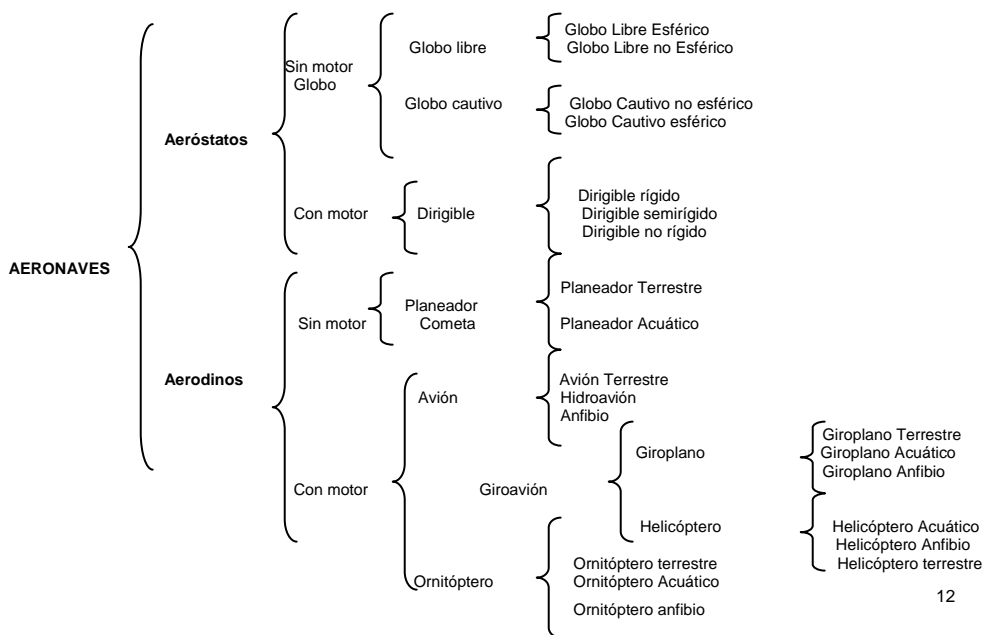 AERONAVES
Aeróstatos
Sin motor
Globo
Globo libre
Globo Libre Esférico
Globo Libre no Esférico
Globo cautivo
Globo Cautivo no esférico
Globo Cautivo esférico
Con motor
Dirigible
Dirigible rígido
Dirigible semirígido
Dirigible no rígido
Aerodinos
Sin motor
Planeador
Cometa
Planeador Terrestre
Planeador Acuático
Con motor
Avión
Avión Terrestre
Hidroavión
Anfibio
Giroavión
Giroplano
Giroplano Terrestre
Giroplano Acuático
Giroplano Anfibio
Helicóptero
Helicóptero Acuático
Helicóptero Anfibio
Helicóptero terrestre
Ornitóptero
Ornitóptero terrestre
Ornitóptero Acuático
Ornitóptero anfibio
12